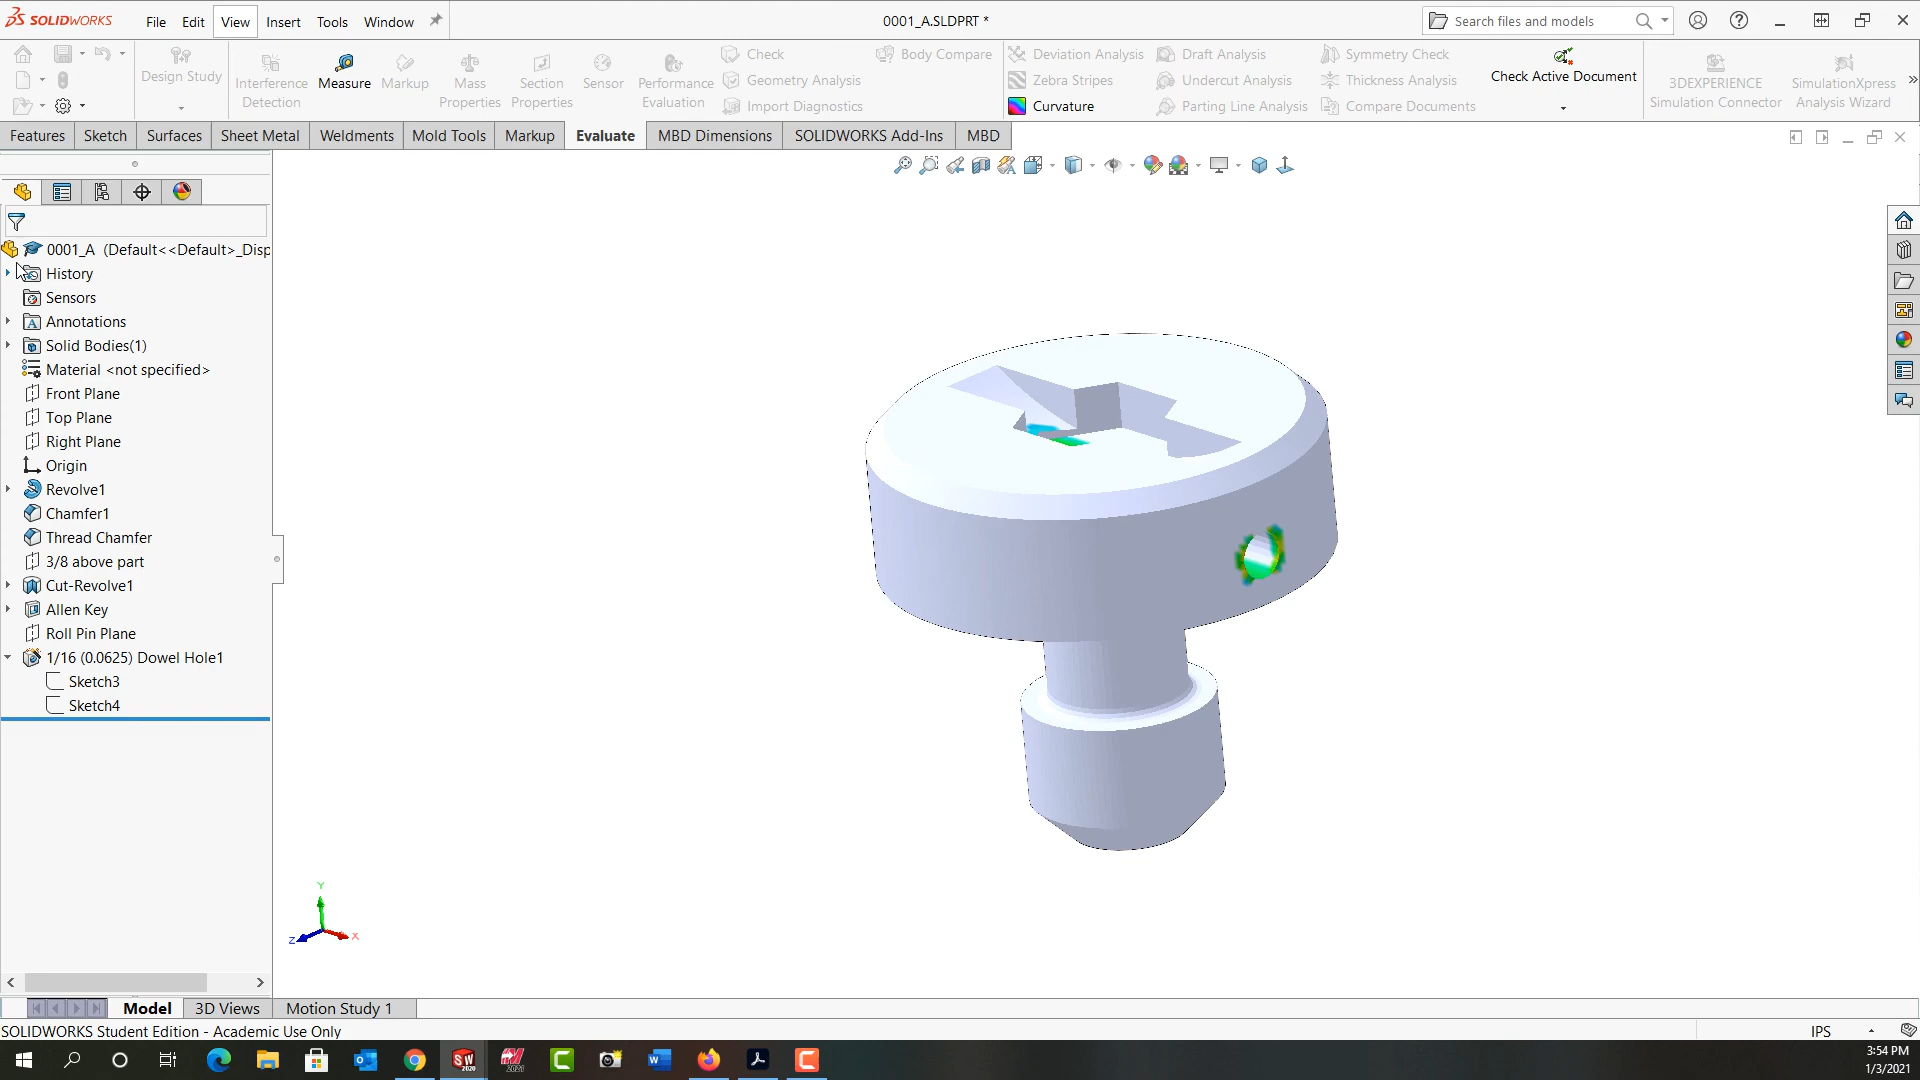 SOLIDWORKS File Edit View Insert Tools Window 0001_A.SLDPRT * Search files and models
Design Study
Interference Detection
Measure
Markup
Mass Properties
Section Properties
Sensor
Performance Evaluation
Check
Geometry Analysis
Import Diagnostics
Body Compare
Deviation Analysis
Zebra Stripes
Curvature
Draft Analysis
Undercut Analysis
Parting Line Analysis
Symmetry Check
Thickness Analysis
Compare Documents
Check Active Document
3DEXPERIENCE Simulation Connector
SimulationXpress Analysis Wizard
Features Sketch Surfaces Sheet Metal Weldments Mold Tools Markup Evaluate MBD Dimensions SOLIDWORKS Add-Ins MBD
0001_A (Default<<Default>_Disp
History
Sensors
Annotations
Solid Bodies(1)
Material <not specified>
Front Plane
Top Plane
Right Plane
Origin
Revolve1
Chamfer1
Thread Chamfer
3/8 above part
Cut-Revolve1
Allen Key
Roll Pin Plane
1/16 (0.0625) Dowel Hole1
Sketch3
Sketch4
Y
Z X
Model 3D Views Motion Study 1
SOLIDWORKS Student Edition - Academic Use Only IPS
3:54 PM
1/3/2021